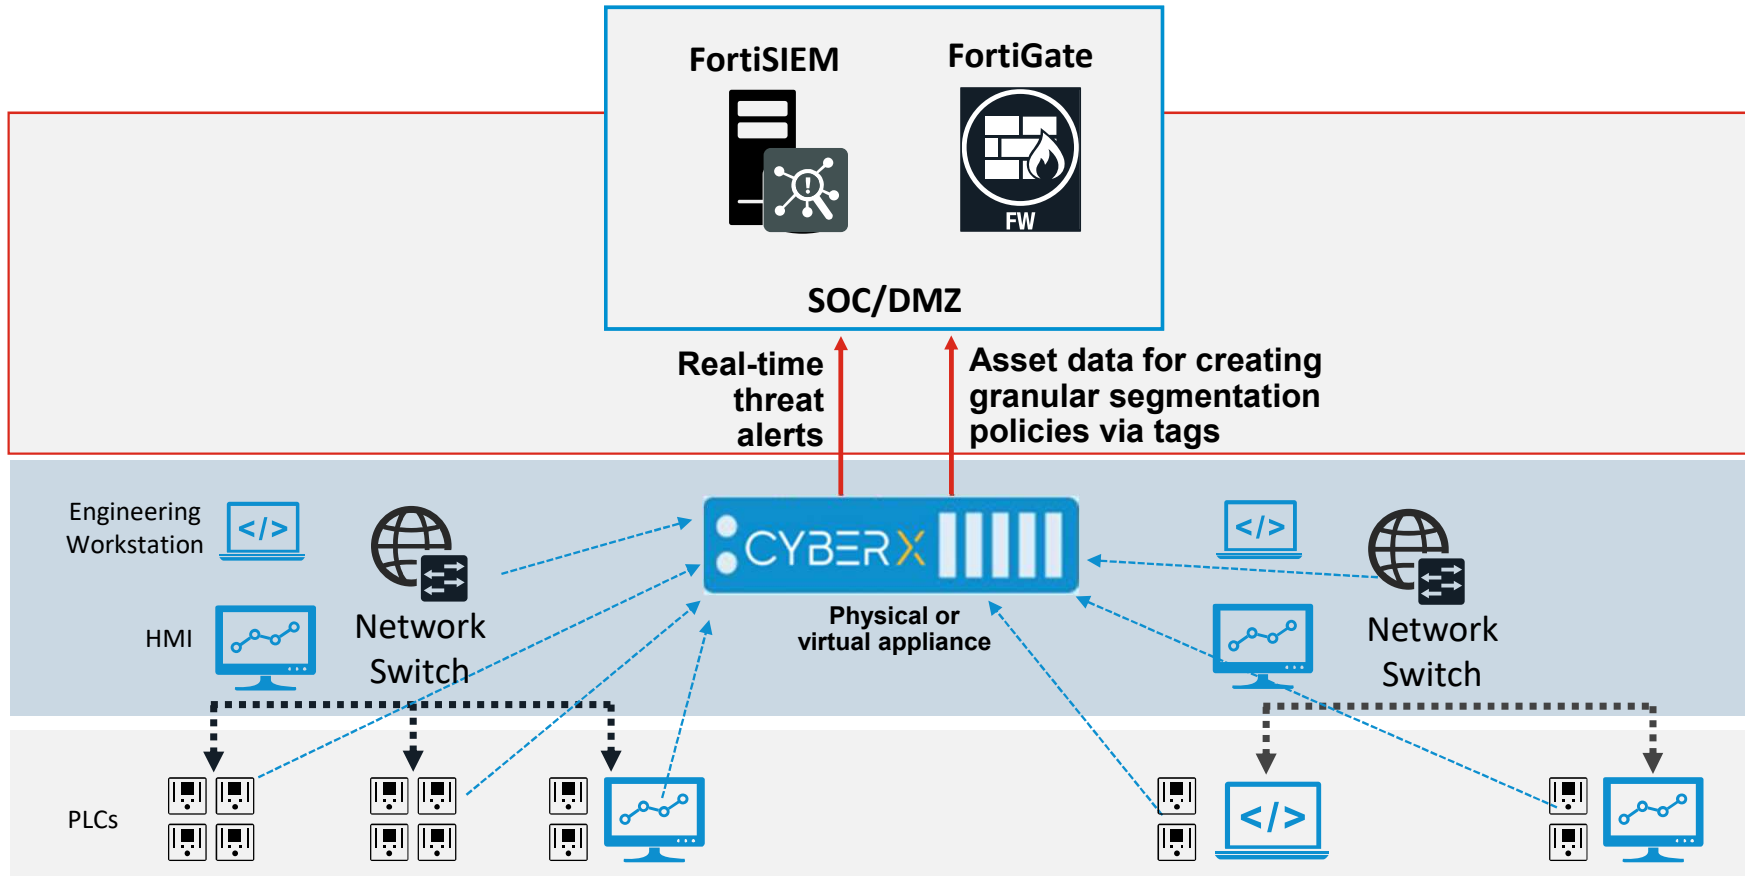 FortiSIEM
FortiGate
FW
SOC/DMZ
Real-time
threat
alerts
Asset data for creating
granular segmentation
policies via tags
Engineering
Workstation
</>
CYBERX
</>
HMI
Network
Switch
Physical or
virtual appliance
Network
Switch
PLCs
</>